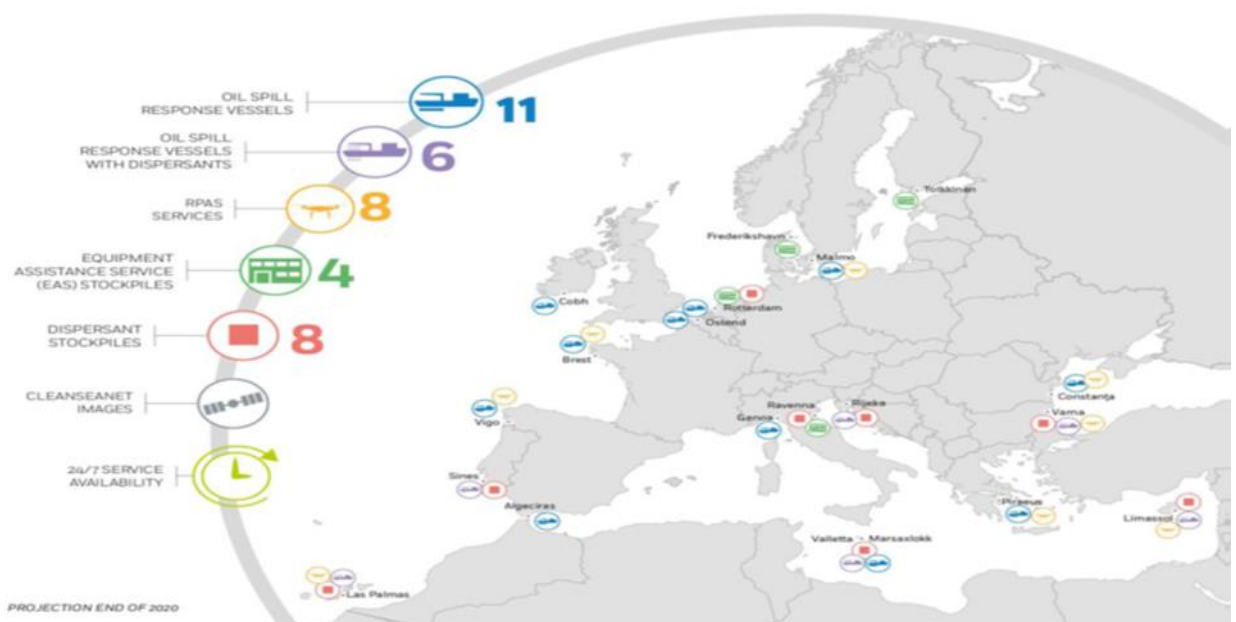 OIL SPILL
RESPONSE VESSELS
11
OIL SPILL
RESPONSE VESSELS
WITH DISPERSANTS
6
RPAS
SERVICES
8
EQUIPMENT
ASSISTANCE SERVICE
(EAS) STOCKPILES
4
DISPERSANT
STOCKPILES
8
CLEANSEANET
IMAGES
24/7 SERVICE
AVAILABILITY
Tolkkinen
Frederikshavn
Malmo
Cobh
Rotterdam
Ostend
Brest
Constanţa
Ravenna
Rijeka
Genoa
Varna
Vigo
Sines
Algeciras
Piraeus
Limassol
Valletta
Marsaxlokk
Las Palmas
PROJECTION END OF 2020